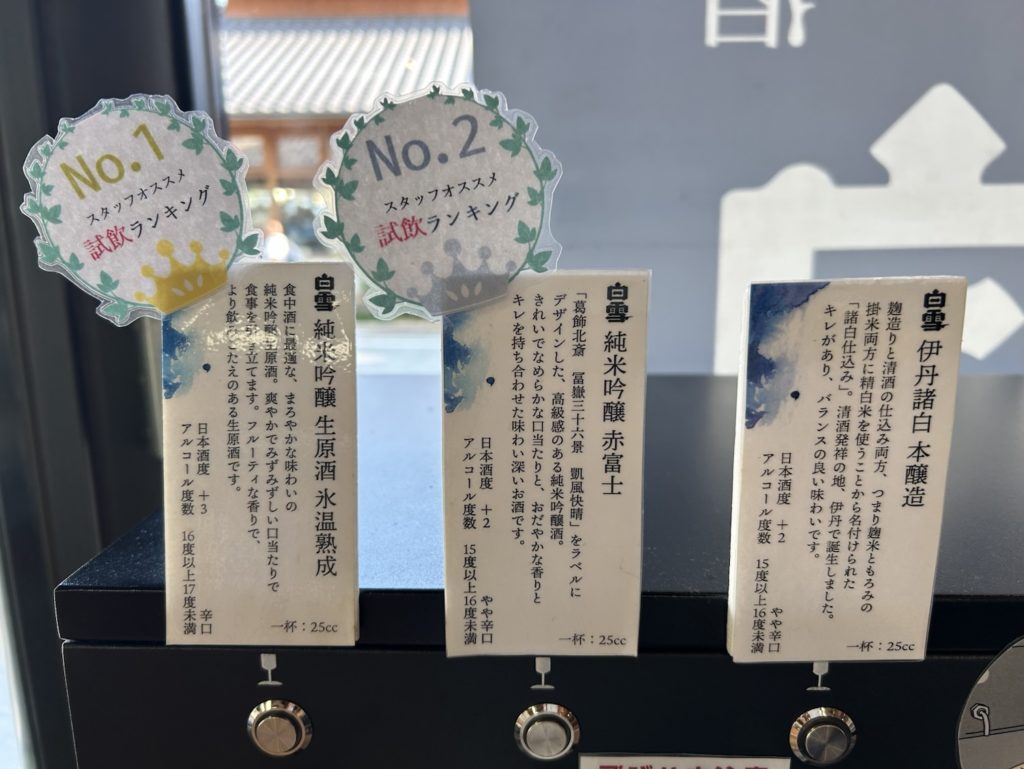 No.1
スタッフオススメ
試飲ランキング
白雪 純米吟醸 生原酒 氷温熟成
食中酒に最適な、まろやかな味わいの
純米吟醸生原酒。爽やかでみずみずしい口当たりで
食事を引き立てます。フルーティな香りで、
より飲みごたえのある生原酒です。
日本酒度 +3 辛口
アルコール度数 16度以上17度未満
一杯:25cc
No.2
スタッフオススメ
試飲ランキング
白雪 純米吟醸 赤富士
「葛飾北斎 冨嶽三十六景 凱風快晴」をラベルに
デザインした、高級感のある純米吟醸酒。
きれいでなめらかな口当たりと、おだやかな香りと
キレを持ち合わせた味わい深いお酒です。
日本酒度 +2 やや辛口
アルコール度数 15度以上16度未満
一杯:25cc
白雪 伊丹諸白 本醸造
麹造りと清酒の仕込み両方、つまり麹米ともろみの
掛米両方に精白米を使うことから名付けられた
「諸白仕込み」。清酒発祥の地、伊丹で誕生しました。
キレがあり、バランスの良い味わいです。
日本酒度 +2 やや辛口
アルコール度数 15度以上16度未満
一杯:25cc